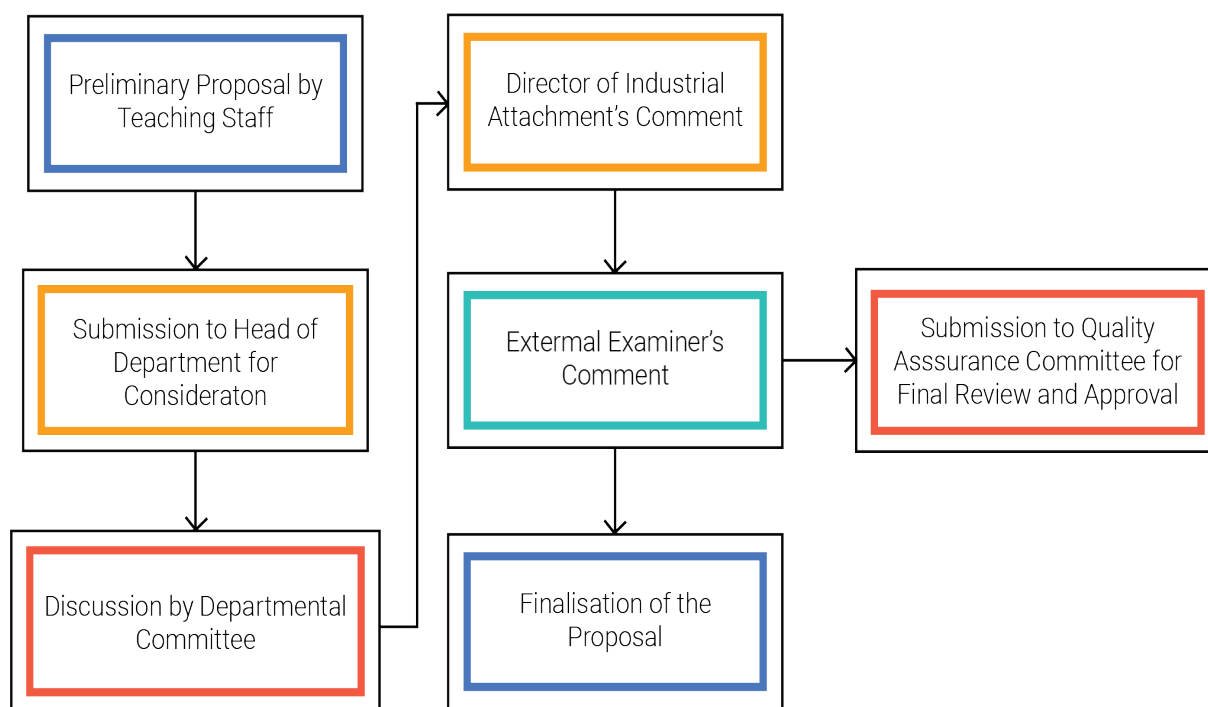 Preliminary Proposal by
Teaching Staff
Submission to Head of
Department for
Consideraton
Discussion by Departmental
Committee
Director of Industrial
Attachment's Comment
Extermal Examiner's
Comment
Finalisation of the
Proposal
Submission to Quality
Asssurance Committee for
Final Review and Approval